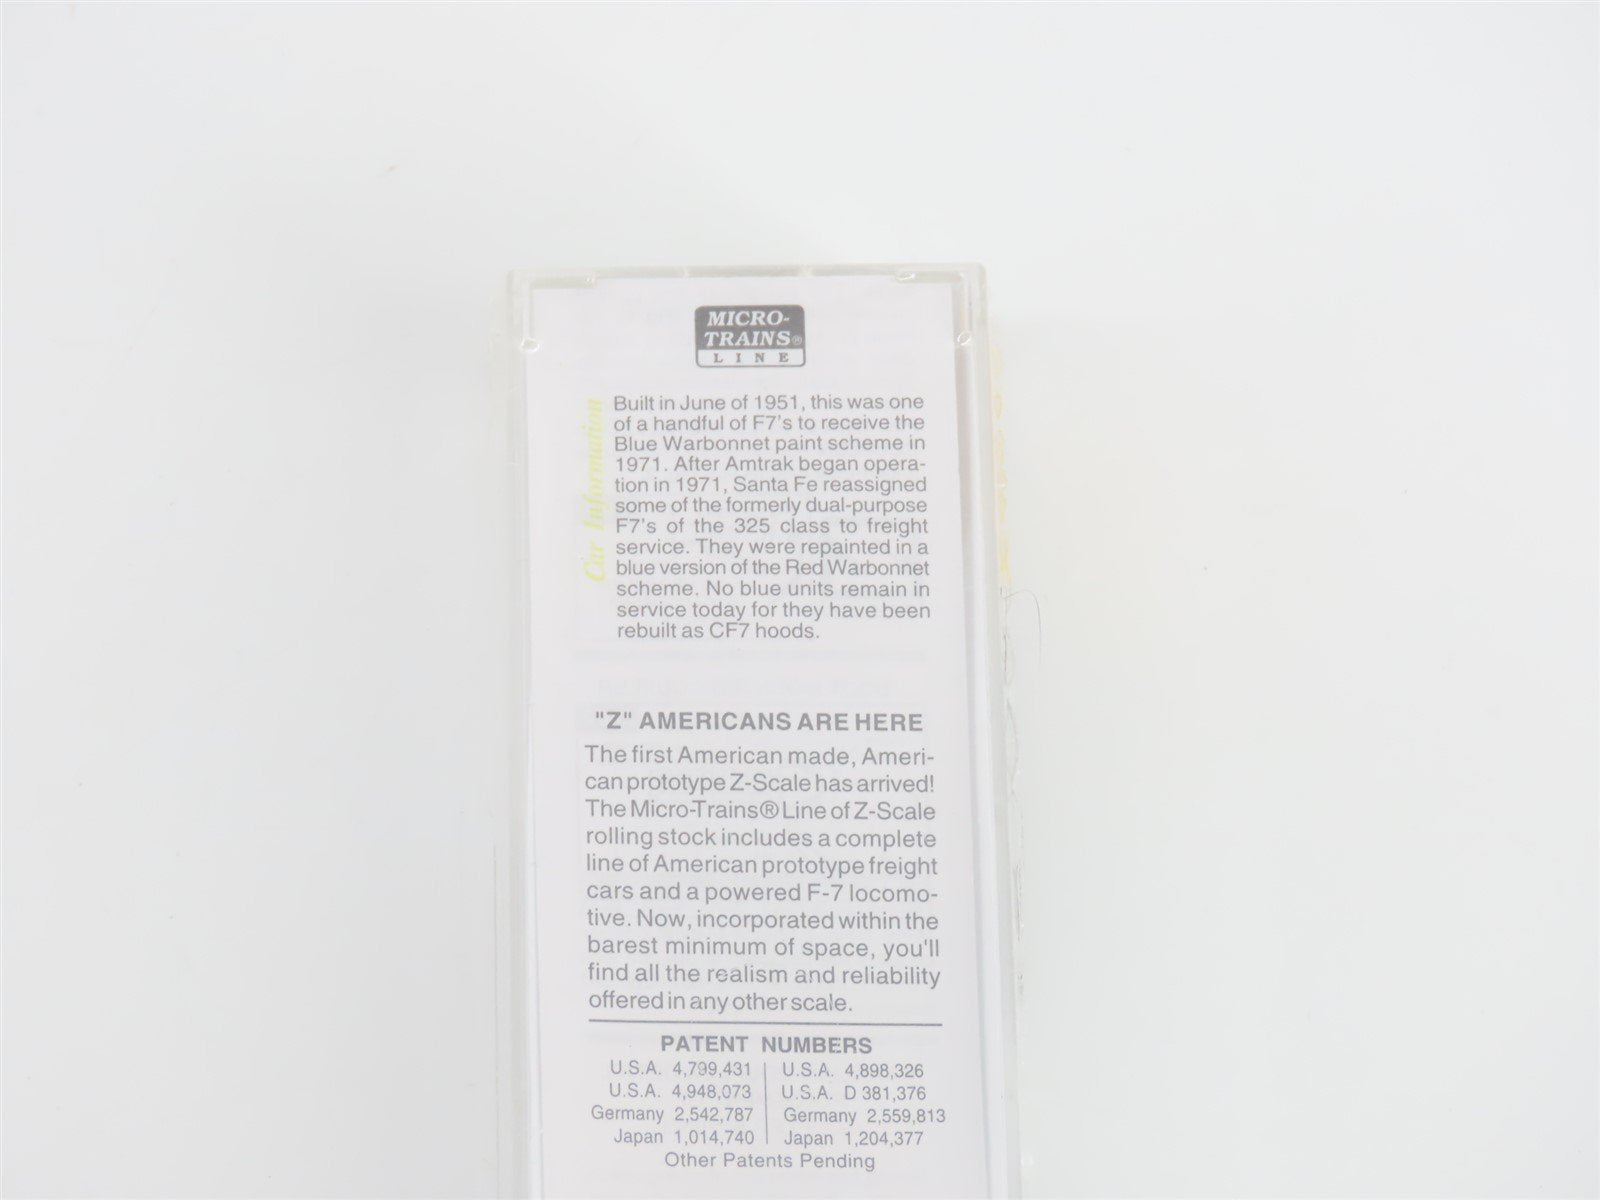 MICRO-
TRAINS®
LINE
Car Information
Built in June of 1951, this was one
of a handful of F7's to receive the
Blue Warbonnet paint scheme in
1971. After Amtrak began opera-
tion in 1971, Santa Fe reassigned
some of the formerly dual-purpose
F7's of the 325 class to freight
service. They were repainted in a
blue version of the Red Warbonnet
scheme. No blue units remain in
service today for they have been
rebuilt as CF7 hoods.
"Z" AMERICANS ARE HERE
The first American made, Ameri-
can prototype Z-Scale has arrived!
The Micro-Trains® Line of Z-Scale
rolling stock includes a complete
line of American prototype freight
cars and a powered F-7 locomo-
tive. Now, incorporated within the
barest minimum of space, you'll
find all the realism and reliability
offered in any other scale.
PATENT NUMBERS
U.S.A. 4,799,431 | U.S.A. 4,898,326
U.S.A. 4,948,073 | U.S.A. D 381,376
Germany 2,542,787 | Germany 2,559,813
Japan 1,014,740 | Japan 1,204,377
Other Patents Pending